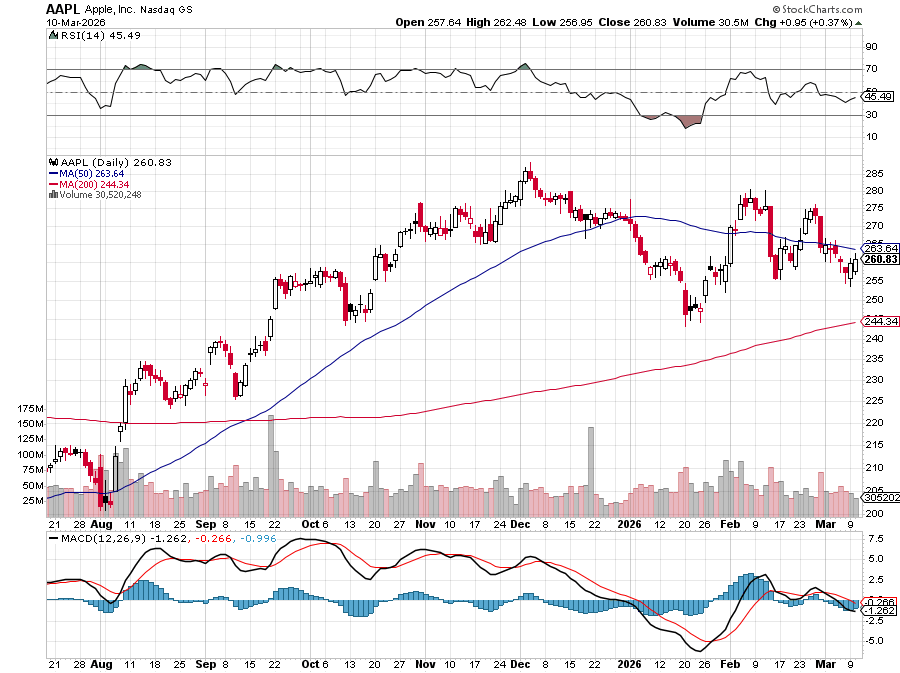 AAPL Apple, Inc. Nasdaq GS
© StockCharts.com
10-Mar-2026
Open 257.64 High 262.48 Low 256.95 Close 260.83 Volume 30.5M Chg +0.95 (+0.37%)
RSI(14) 45.49
90
70
50
45.49
30
10
AAPL (Daily) 260.83
MA(50) 263.64
MA(200) 244.34
Volume 30,520,248
285
280
275
270
265
263.64
260.83
255
250
245
244.34
240
235
230
225
220
215
210
205
305202
200
175M
150M
125M
100M
75M
50M
25M
21 28 Aug 11 18 25 Sep 8 15 22 Oct 6 13 20 27 Nov 10 17 24 Dec 8 15 22 2026 12 20 26 Feb 9 17 23 Mar 9
MACD(12,26,9) -1.262, -0.266, -0.996
7.5
5.0
2.5
-0.266
-1.262
-2.5
-5.0
21 28 Aug 11 18 25 Sep 8 15 22 Oct 6 13 20 27 Nov 10 17 24 Dec 8 15 22 2026 12 20 26 Feb 9 17 23 Mar 9